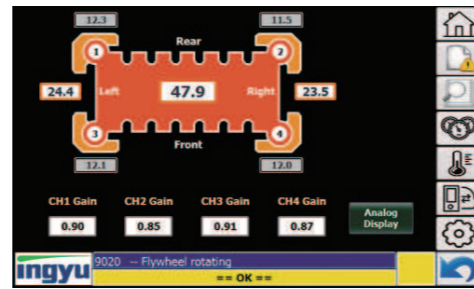 12.3 11.5
Rear
1 2
24.4 Left 47.9 Right 23.5
Front
3 4
12.1 12.0
CH1 Gain CH2 Gain CH3 Gain CH4 Gain
0.90 0.85 0.91 0.87
Analog
Display
ingyu
9020 -- Flywheel rotating
== OK ==